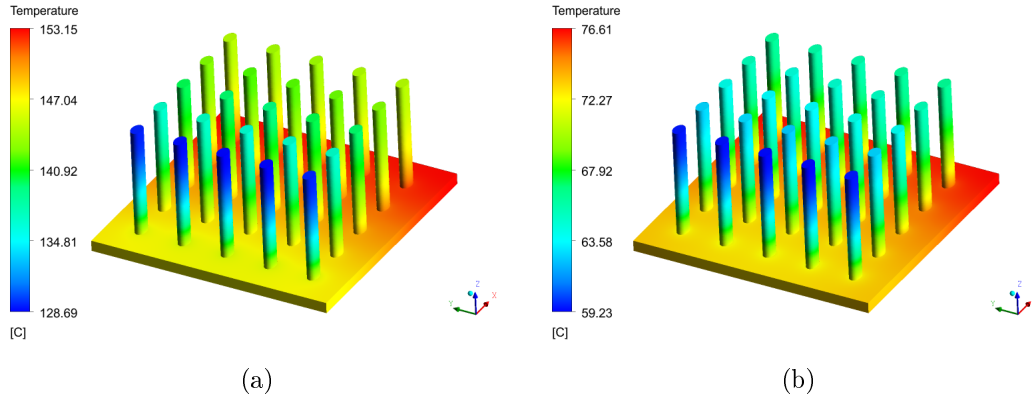 Temperature
153.15
147.04
140.92
134.81
128.69
[C]
Z
Y
X
(a)
Temperature
76.61
72.27
67.92
63.58
59.23
[C]
Z
Y
(b)